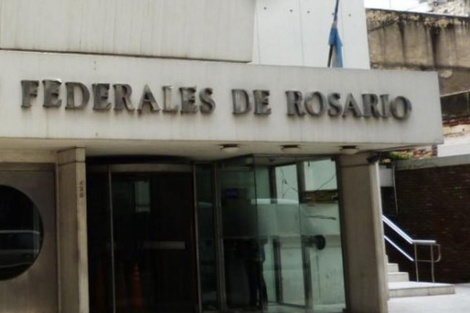 FEDERALES DE ROSARIO